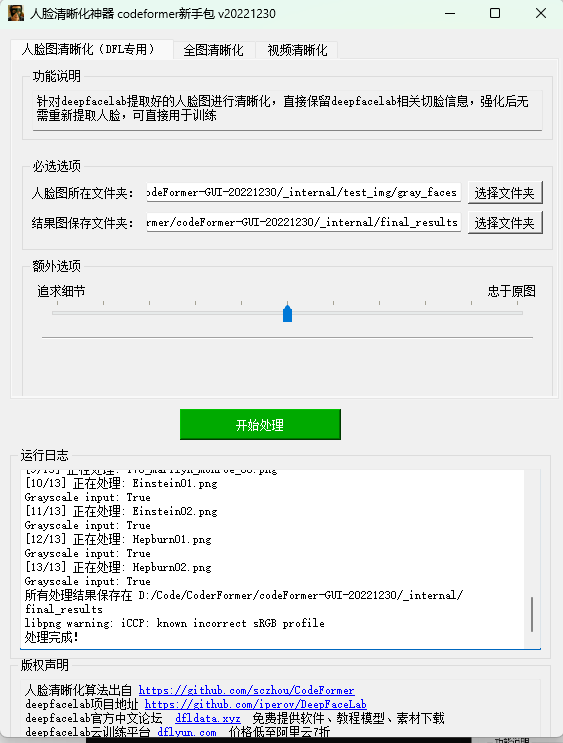 人脸清晰化神器 codeformer新手包 v20221230
人脸图清晰化（DFL专用）  全图清晰化  视频清晰化
功能说明
针对deepfacelab提取好的人脸图进行清晰化，直接保留deepfacelab相关切脸信息，强化后无
需重新提取人脸，可直接用于训练
必选选项
人脸图所在文件夹： odeFormer-GUI-20221230/_internal/test_img/gray_faces 选择文件夹
结果图保存文件夹： rmer/codeFormer-GUI-20221230/_internal/final_results 选择文件夹
额外选项
追求细节 忠于原图
开始处理
运行日志
[10/13] 正在处理: Einstein01.png
Grayscale input: True
[11/13] 正在处理: Einstein02.png
Grayscale input: True
[12/13] 正在处理: Hepburn01.png
Grayscale input: True
[13/13] 正在处理: Hepburn02.png
Grayscale input: True
所有处理结果保存在 D:/Code/CoderFormer/codeFormer-GUI-20221230/_internal/
final_results
libpng warning: iCCP: known incorrect sRGB profile
处理完成！
版权声明
人脸清晰化算法出自 https://github.com/sczhou/CodeFormer
deepfacelab项目地址 https://github.com/iperov/DeepFaceLab
deepfacelab官方中文论坛 dfldata.xyz 免费提供软件、教程模型、素材下载
deepfacelab云训练平台 dflyun.com 价格低至阿里云7折